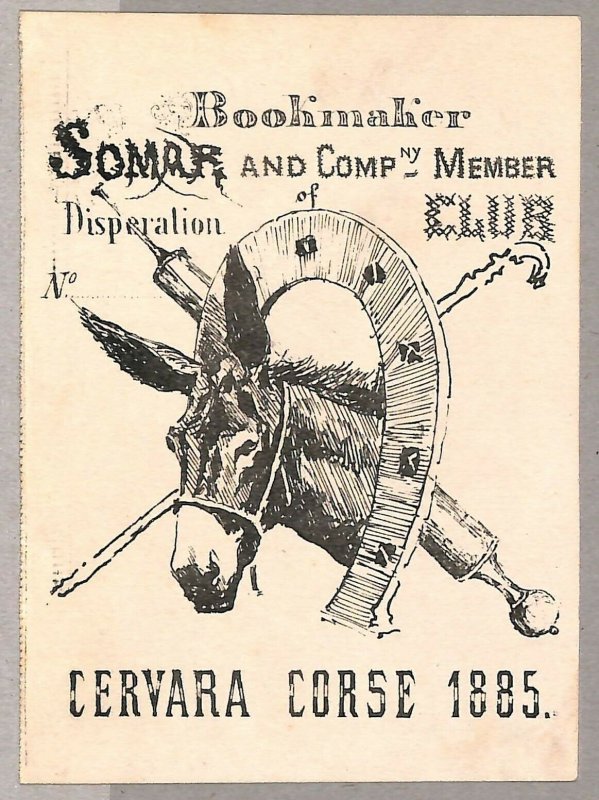 Bookmaker
SOMAR AND COMPNY MEMBER
of
Disperation CLUB
No
CERVARA CORSE 1885.